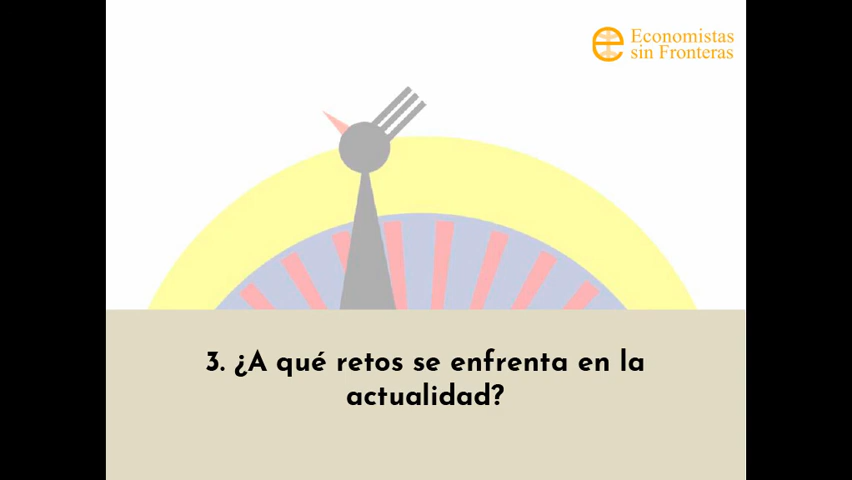 Economistas
sin Fronteras
3. ¿A qué retos se enfrenta en la
actualidad?